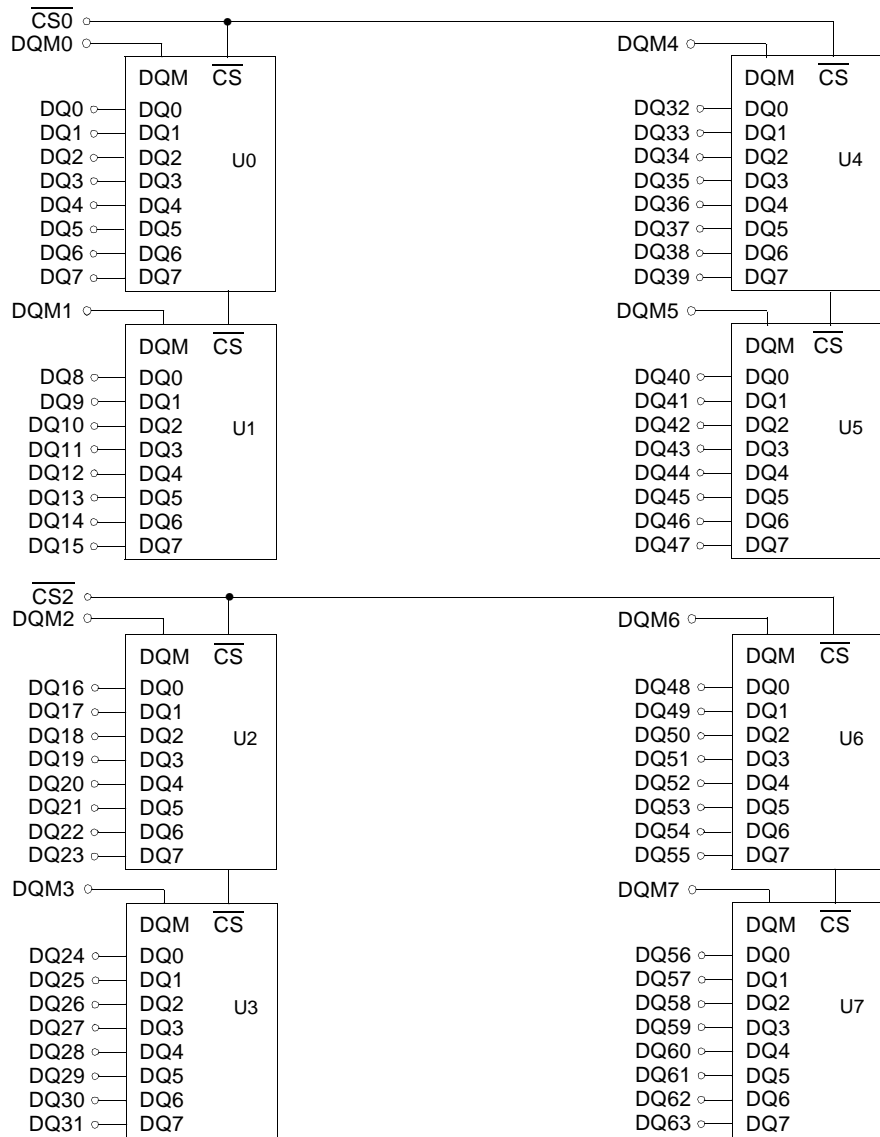 CS0
DQM0 DQM4
DQM CS DQM CS
DQ0 DQ0 DQ32 DQ0
DQ1 DQ1 DQ33 DQ1
DQ2 DQ2 U0 DQ34 DQ2 U4
DQ3 DQ3 DQ35 DQ3
DQ4 DQ4 DQ36 DQ4
DQ5 DQ5 DQ37 DQ5
DQ6 DQ6 DQ38 DQ6
DQ7 DQ7 DQ39 DQ7
DQM1 DQM5
DQM CS DQM CS
DQ8 DQ0 DQ40 DQ0
DQ9 DQ1 DQ41 DQ1
DQ10 DQ2 U1 DQ42 DQ2 U5
DQ11 DQ3 DQ43 DQ3
DQ12 DQ4 DQ44 DQ4
DQ13 DQ5 DQ45 DQ5
DQ14 DQ6 DQ46 DQ6
DQ15 DQ7 DQ47 DQ7
CS2
DQM2 DQM6
DQM CS DQM CS
DQ16 DQ0 DQ48 DQ0
DQ17 DQ1 DQ49 DQ1
DQ18 DQ2 U2 DQ50 DQ2 U6
DQ19 DQ3 DQ51 DQ3
DQ20 DQ4 DQ52 DQ4
DQ21 DQ5 DQ53 DQ5
DQ22 DQ6 DQ54 DQ6
DQ23 DQ7 DQ55 DQ7
DQM3 DQM7
DQM CS DQM CS
DQ24 DQ0 DQ56 DQ0
DQ25 DQ1 DQ57 DQ1
DQ26 DQ2 U3 DQ58 DQ2 U7
DQ27 DQ3 DQ59 DQ3
DQ28 DQ4 DQ60 DQ4
DQ29 DQ5 DQ61 DQ5
DQ30 DQ6 DQ62 DQ6
DQ31 DQ7 DQ63 DQ7